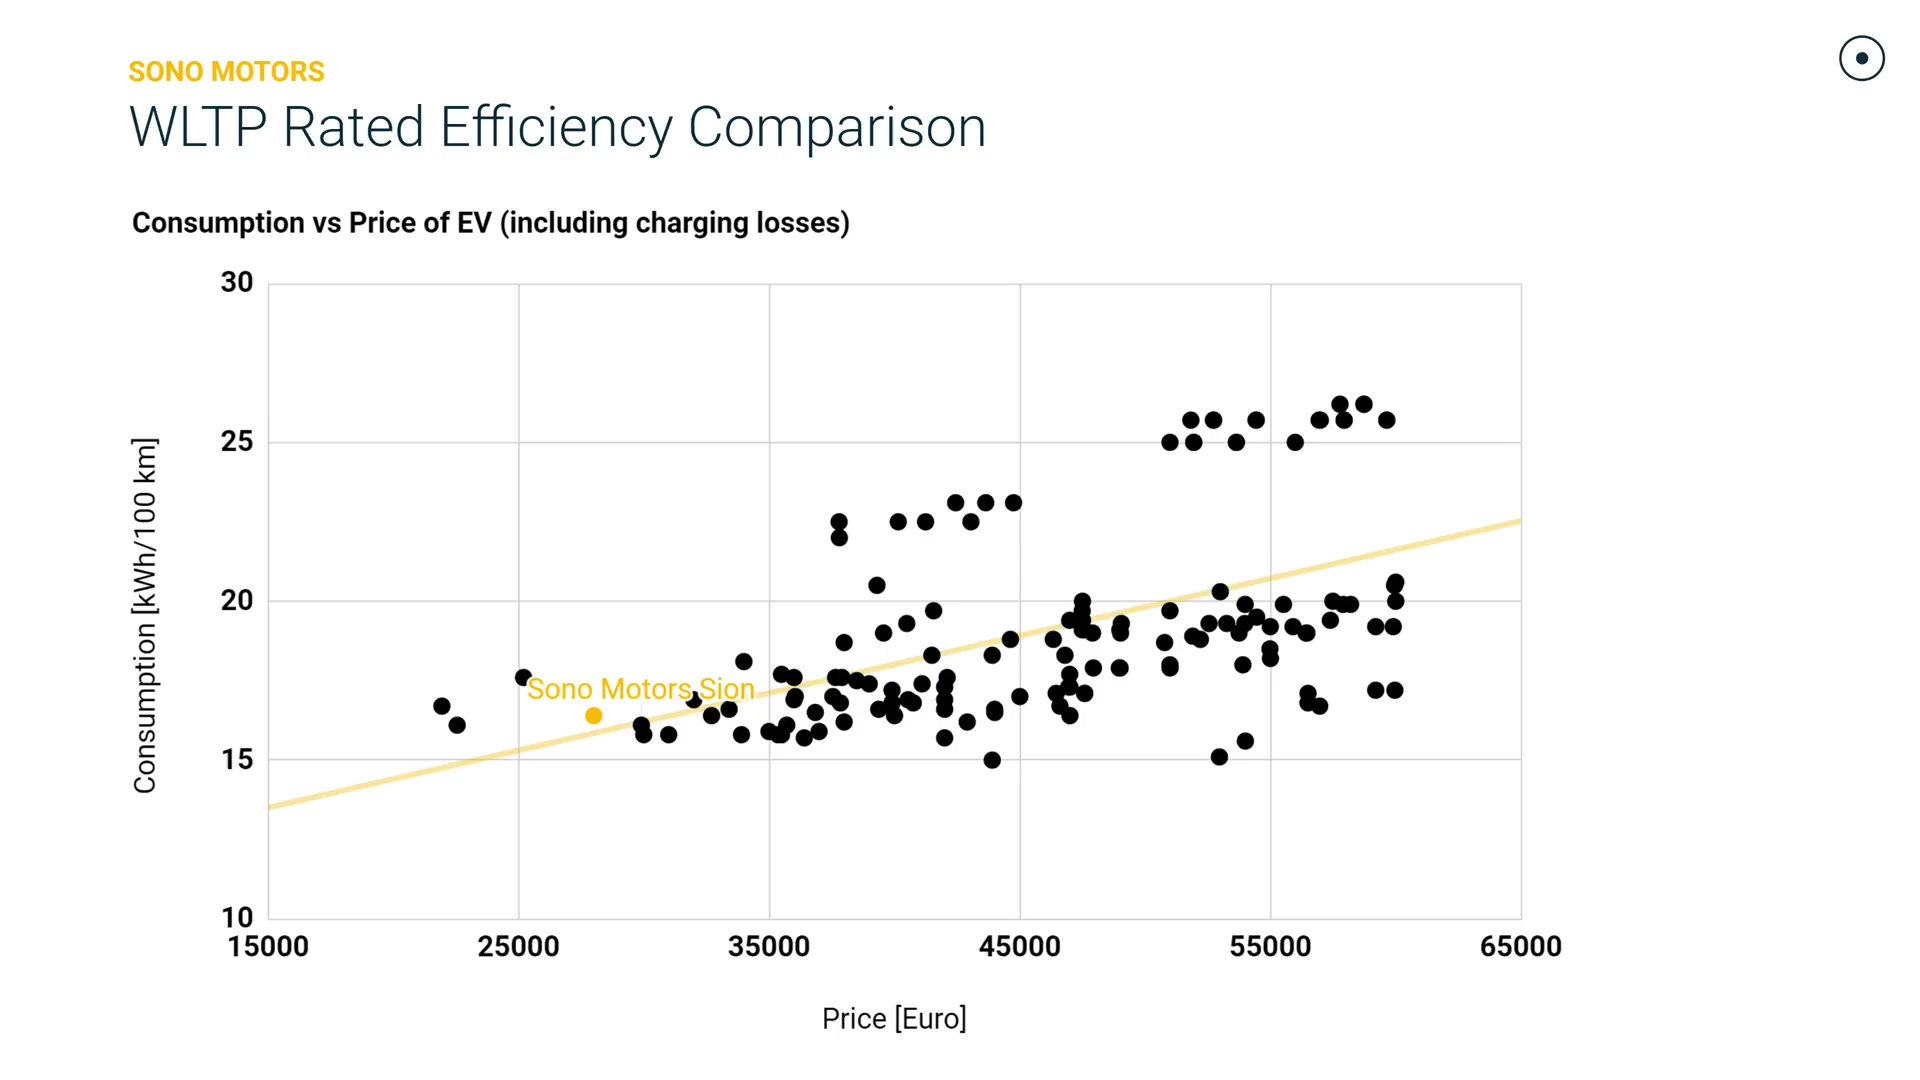 SONO MOTORS
WLTP Rated Efficiency Comparison
Consumption vs Price of EV (including charging losses)
30
25
20
15
10
Consumption [kWh/100 km]
Sono Motors Sion
15000 25000 35000 45000 55000 65000
Price [Euro]